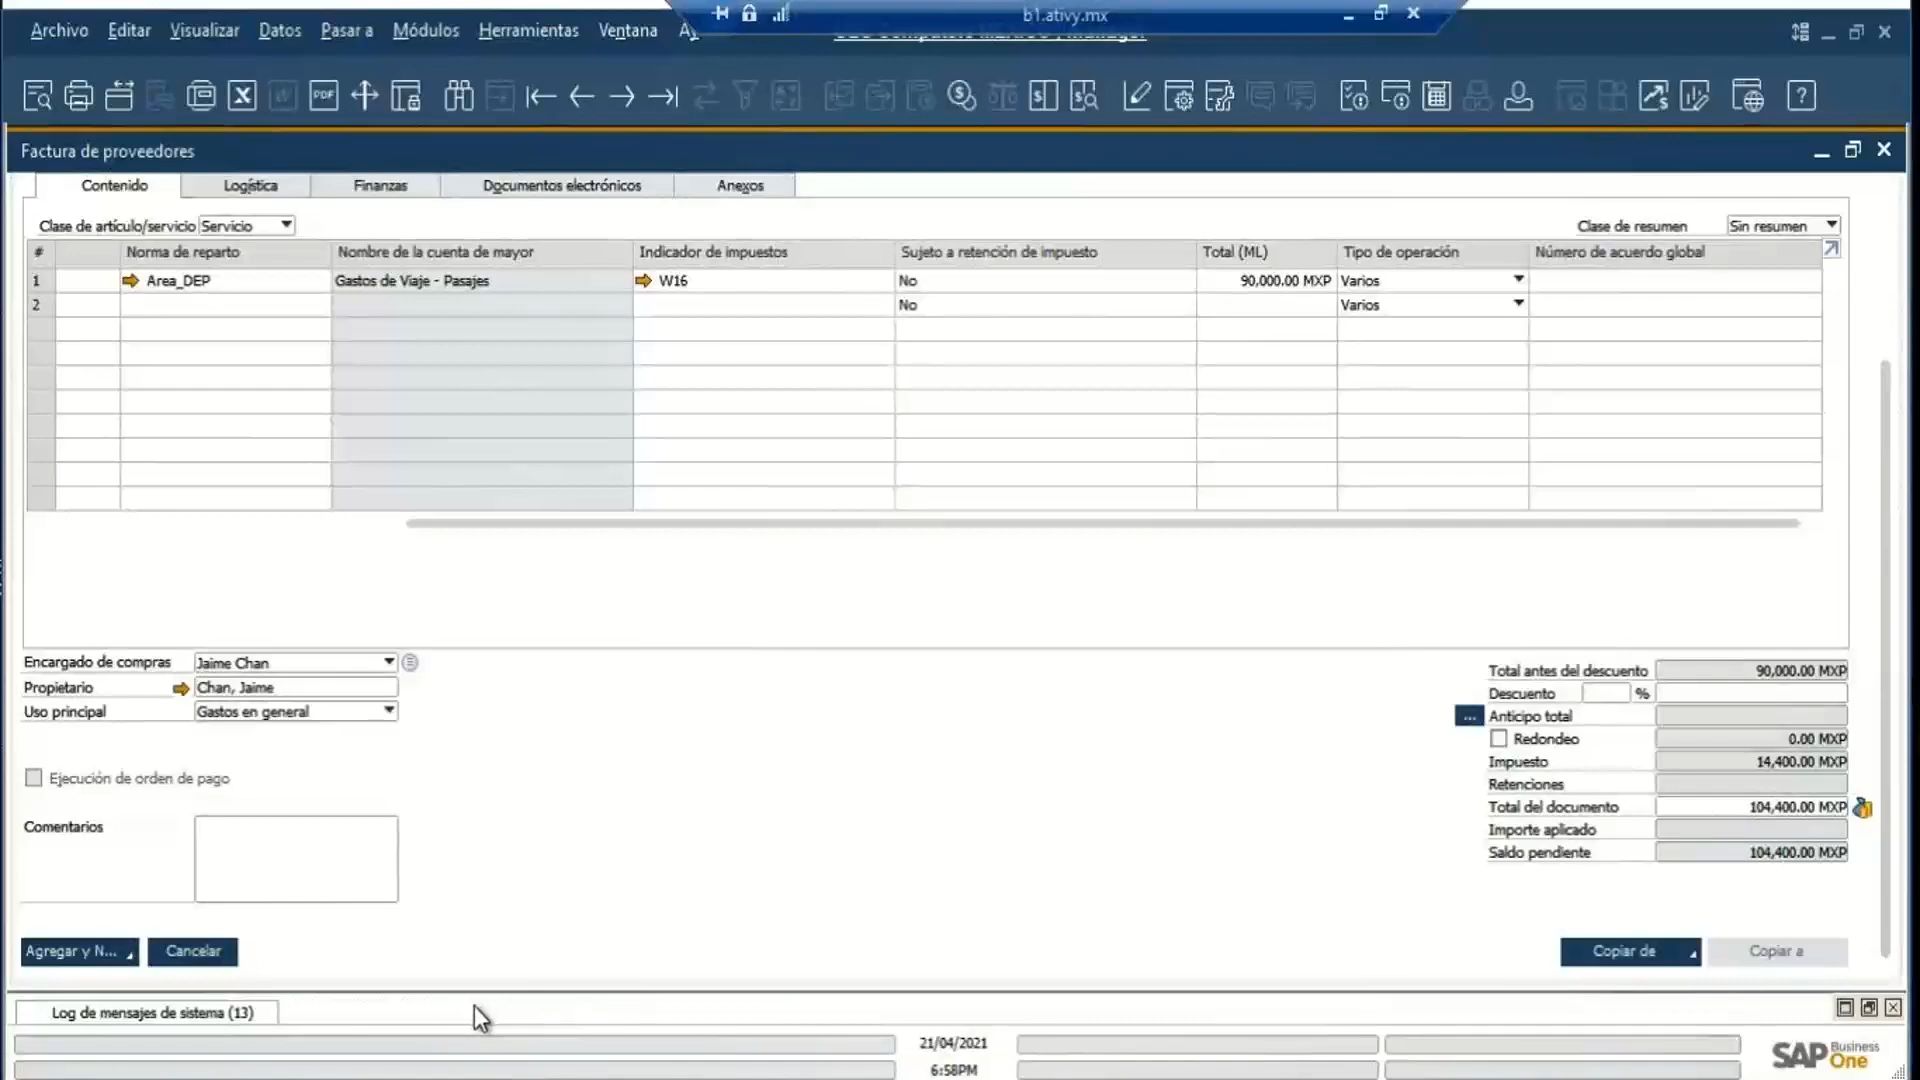 b1.ativy.mx
Archivo Editar Visualizar Datos Pasar a Módulos Herramientas Ventana
PDF
Factura de proveedores
Contenido Logística Finanzas Documentos electrónicos Anexos
Clase de artículo/servicio Servicio Clase de resumen Sin resumen
# Norma de reparto Nombre de la cuenta de mayor Indicador de impuestos Sujeto a retención de impuesto Total (ML) Tipo de operación Número de acuerdo global
1 Area_DEP Gastos de Viaje - Pasajes W16 No 90,000.00 MXP Varios
2 No Varios
Encargado de compras Jaime Chan
Propietario Chan, Jaime
Uso principal Gastos en general
Ejecución de orden de pago
Comentarios
Total antes del descuento 90,000.00 MXP
Descuento %
... Anticipo total
Redondeo 0.00 MXP
Impuesto 14,400.00 MXP
Retenciones
Total del documento 104,400.00 MXP
Importe aplicado
Saldo pendiente 104,400.00 MXP
Agregar y N... Cancelar Copiar de Copiar a
Log de mensajes de sistema (13)
21/04/2021
6:58PM
SAP Business One